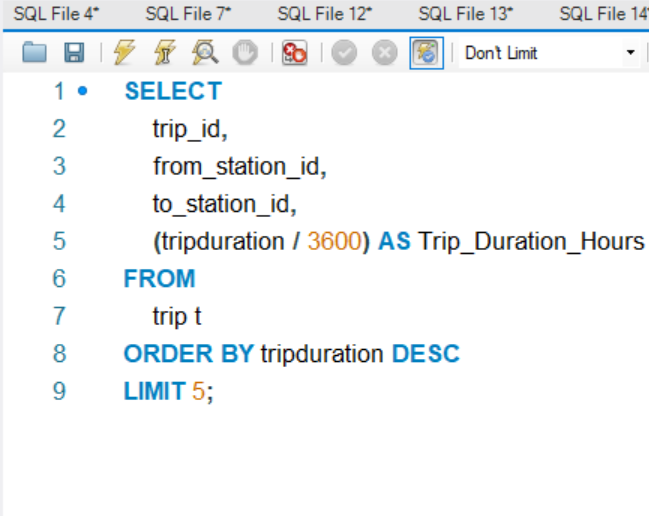 SQL File 4* SQL File 7* SQL File 12* SQL File 13* SQL File 14*
Don't Limit
1 SELECT
2 trip_id,
3 from_station_id,
4 to_station_id,
5 (tripduration / 3600) AS Trip_Duration_Hours
6 FROM
7 trip t
8 ORDER BY tripduration DESC
9 LIMIT 5;